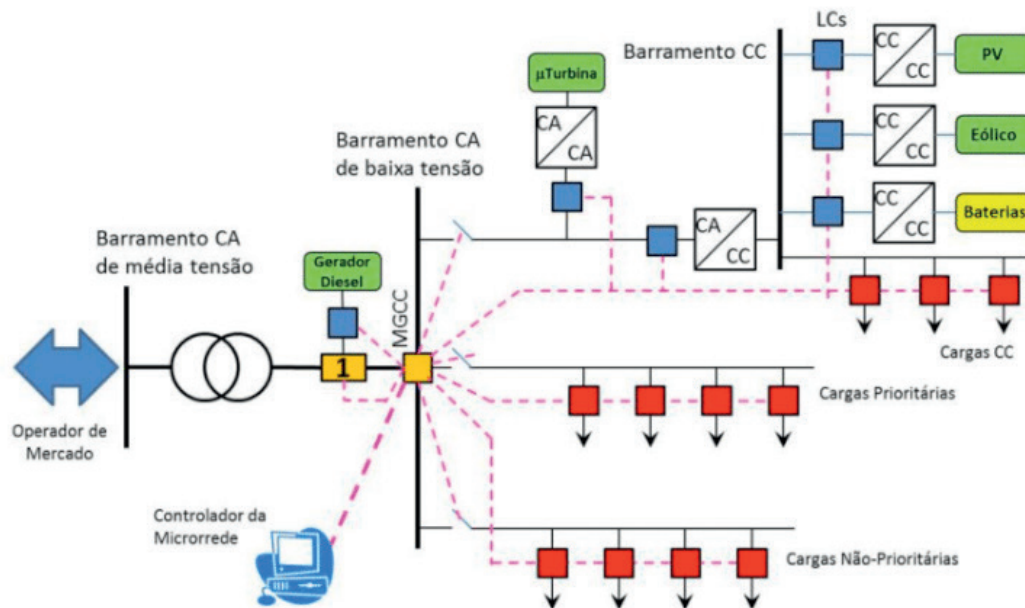 LCs
Barramento CC
CC
CC
PV
µTurbina
CA
CA
CC
CC
Eólico
Barramento CA
de baixa tensão
CC
CC
Baterias
CA
CC
Barramento CA
de média tensão
Gerador
Diesel
MGCC
1
Cargas CC
Cargas Prioritárias
Operador de
Mercado
Controlador da
Microrrede
Cargas Não-Prioritárias